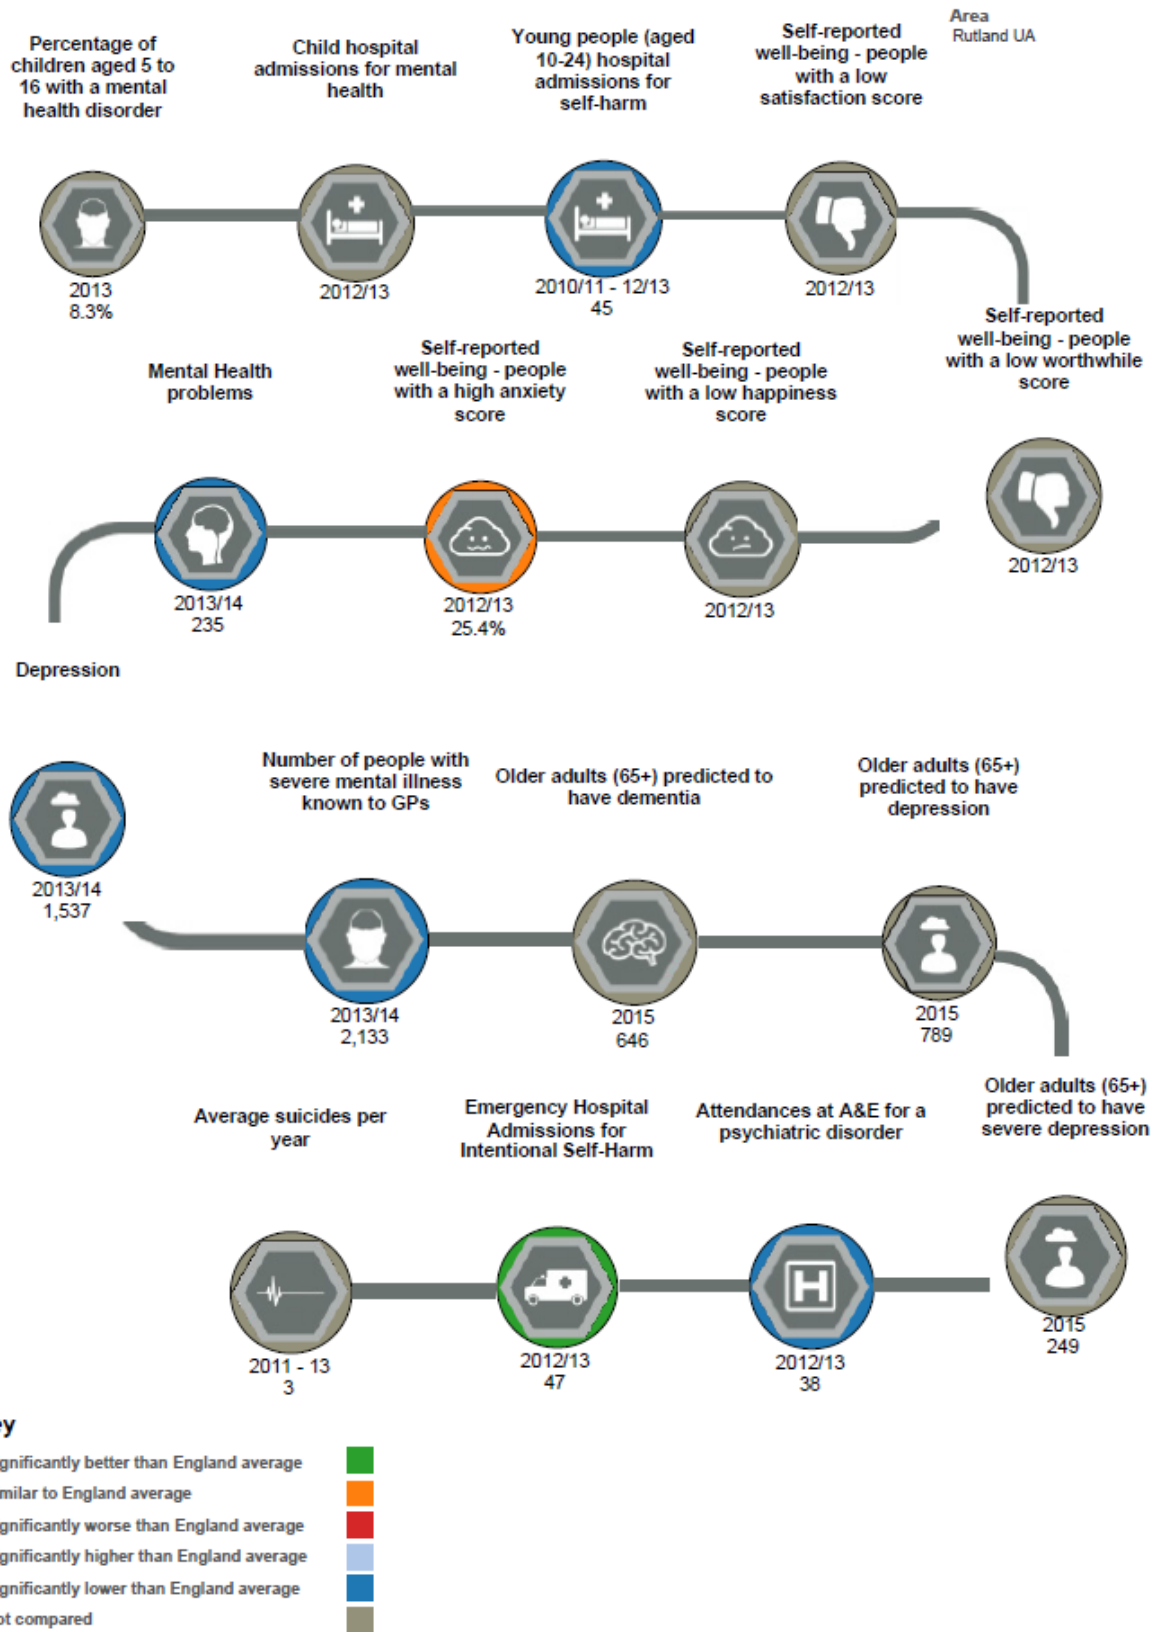 Area
Rutland UA
Percentage of
children aged 5 to
16 with a mental
health disorder
Child hospital
admissions for mental
health
Young people (aged
10-24) hospital
admissions for
self-harm
Self-reported
well-being - people
with a low
satisfaction score
2013
8.3%
2012/13
2010/11 - 12/13
45
2012/13
Self-reported
well-being - people
with a low worthwhile
score
2012/13
Self-reported
well-being - people
with a low happiness
score
2012/13
Self-reported
well-being - people
with a high anxiety
score
2012/13
25.4%
Mental Health
problems
2013/14
235
Depression
2013/14
1,537
Number of people with
severe mental illness
known to GPs
2013/14
2,133
Older adults (65+) predicted to
have dementia
2015
646
Older adults (65+)
predicted to have
depression
2015
789
Older adults (65+)
predicted to have
severe depression
2015
249
Attendances at A&E for a
psychiatric disorder
H
2012/13
38
Emergency Hospital
Admissions for
Intentional Self-Harm
2012/13
47
Average suicides per
year
2011 - 13
3
ey
gnificantly better than England average
milar to England average
gnificantly worse than England average
gnificantly higher than England average
gnificantly lower than England average
ot compared